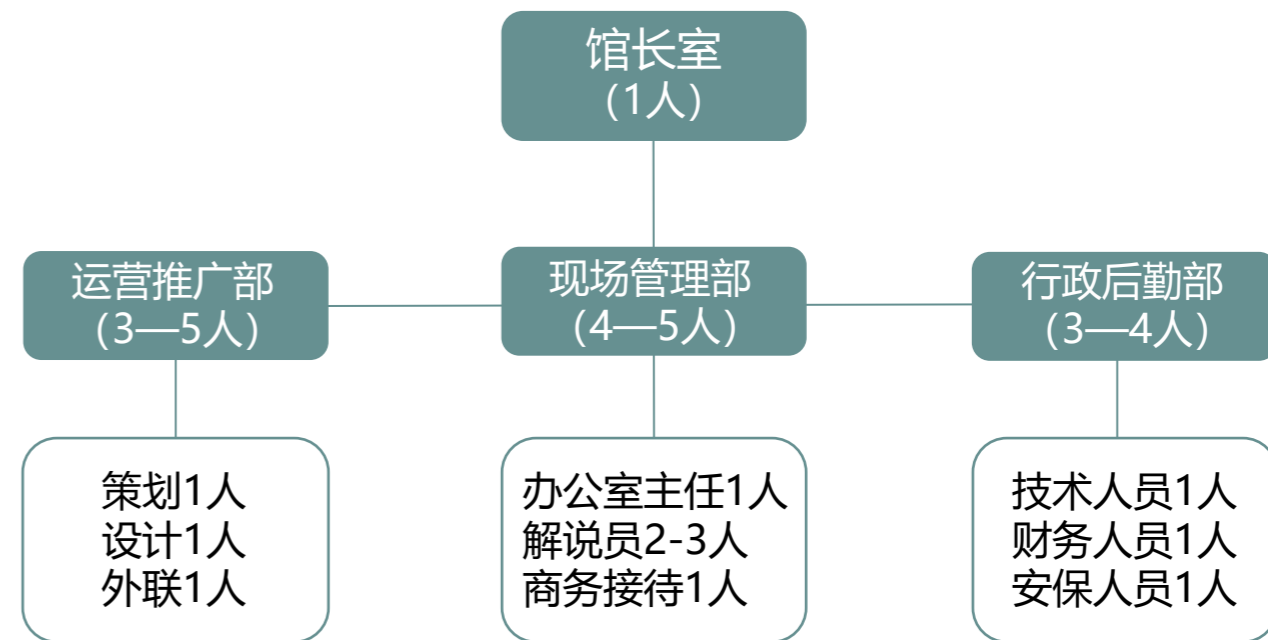 馆长室
（1人）
运营推广部
（3—5人）
现场管理部
（4—5人）
行政后勤部
（3—4人）
策划1人
设计1人
外联1人
办公室主任1人
解说员2-3人
商务接待1人
技术人员1人
财务人员1人
安保人员1人